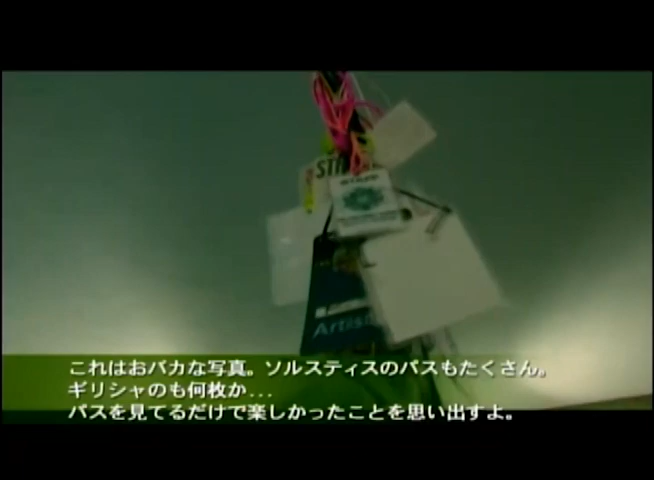 STA
Artist
これはおバカな写真。ソルスティスのパスもたくさん。
ギリシャのも何枚か...
パスを見てるだけで楽しかったことを思い出すよ。